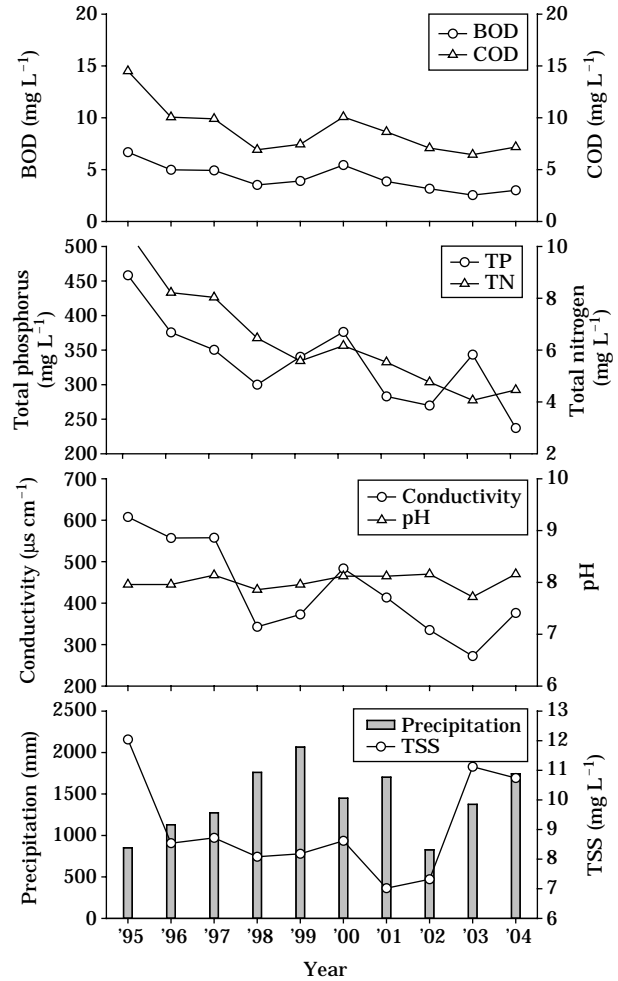 20
15
10
5
0
BOD (mg L⁻¹)
BOD
COD
20
15
10
5
0
COD (mg L⁻¹)
500
450
400
350
300
250
200
Total phosphorus
(mg L⁻¹)
TP
TN
10
8
6
4
2
Total nitrogen
(mg L⁻¹)
700
600
500
400
300
200
Conductivity (µs cm⁻¹)
Conductivity
pH
10
9
8
7
6
pH
2500
2000
1500
1000
500
0
Precipitation (mm)
Precipitation
TSS
13
12
11
10
9
8
7
6
TSS (mg L⁻¹)
'95 '96 '97 '98 '99 '00 '01 '02 '03 '04
Year